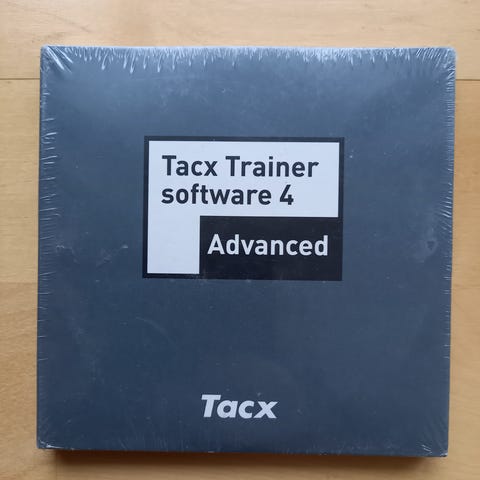 Tacx Trainer
software 4
Advanced
Tacx